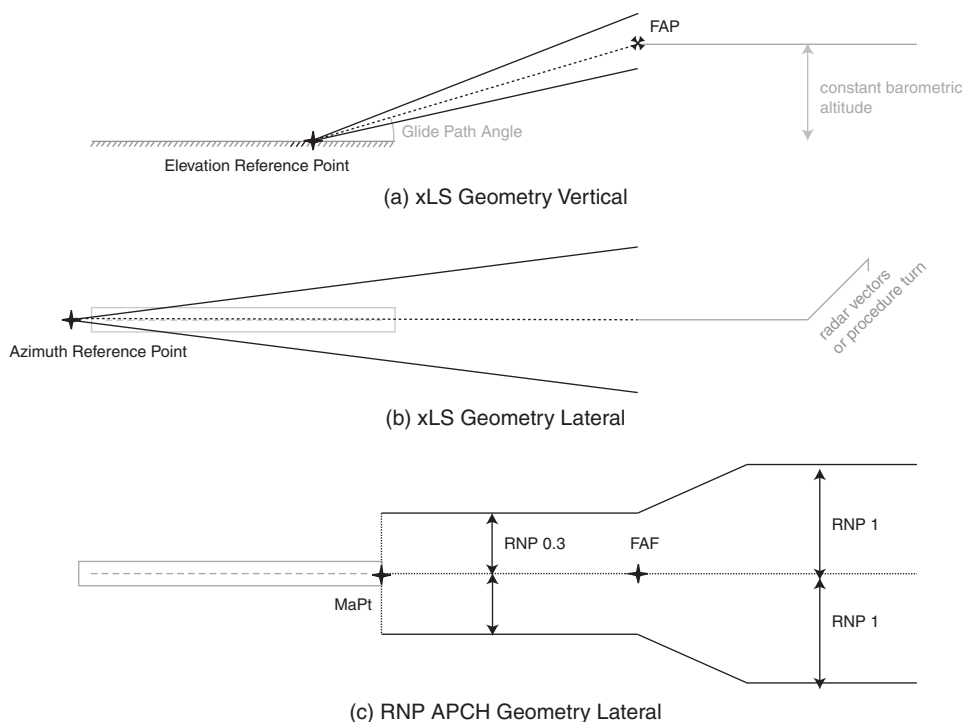 FAP
constant barometric
altitude
Glide Path Angle
Elevation Reference Point
(a) xLS Geometry Vertical
radar vectors
or procedure turn
Azimuth Reference Point
(b) xLS Geometry Lateral
RNP 1
RNP 0.3
FAF
MaPt
RNP 1
(c) RNP APCH Geometry Lateral